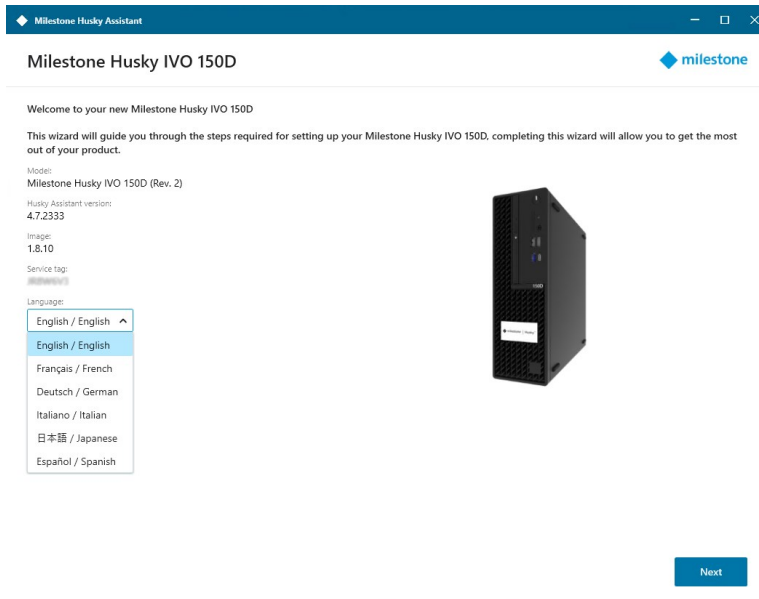 Milestone Husky Assistant
Milestone Husky IVO 150D
milestone
Welcome to your new Milestone Husky IVO 150D
This wizard will guide you through the steps required for setting up your Milestone Husky IVO 150D, completing this wizard will allow you to get the most
out of your product.
Model:
Milestone Husky IVO 150D (Rev. 2)
Husky Assistant version:
4.7.2333
Image:
1.8.10
Service tag:
Language:
English / English
English / English
Français / French
Deutsch / German
Italiano / Italian
日本語 / Japanese
Español / Spanish
150D
Next